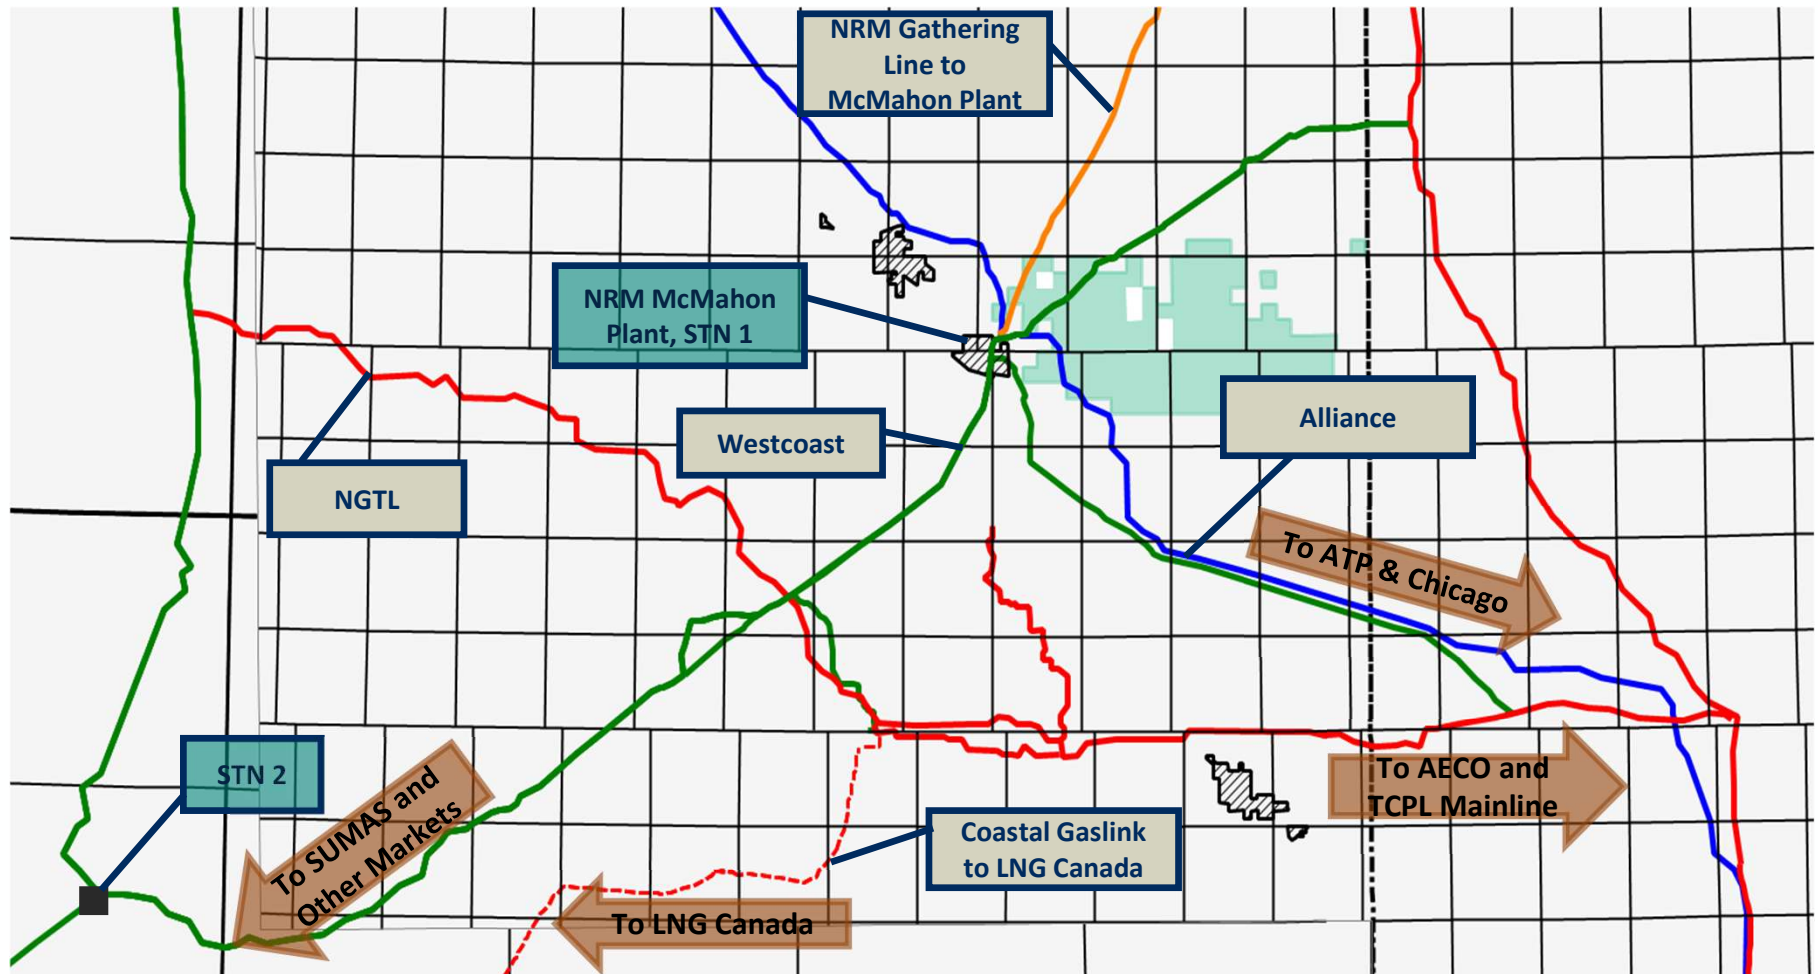 NRM Gathering
Line to
McMahon Plant
NRM McMahon
Plant, STN 1
Alliance
Westcoast
NGTL
To ATP & Chicago
STN 2
To SUMAS and
Other Markets
To AECO and
TCPL Mainline
Coastal Gaslink
to LNG Canada
To LNG Canada